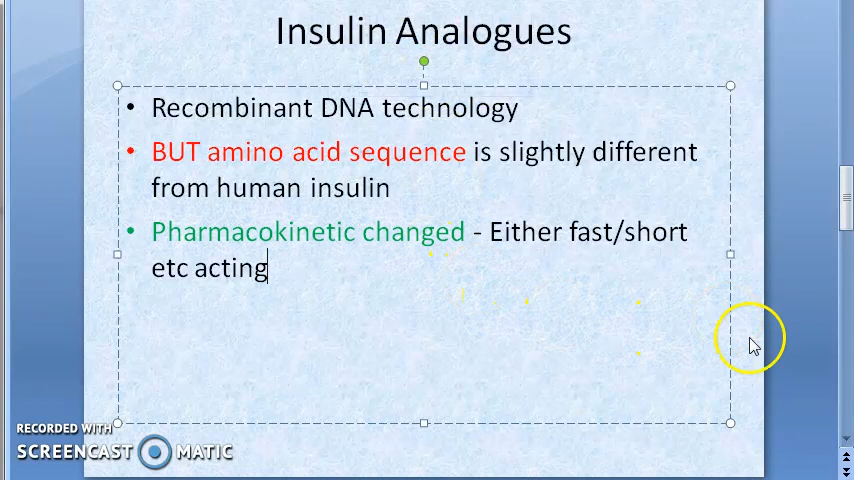 Insulin Analogues
• Recombinant DNA technology
• BUT amino acid sequence is slightly different
from human insulin
• Pharmacokinetic changed - Either fast/short
etc acting
RECORDED WITH
SCREENCAST MATIC